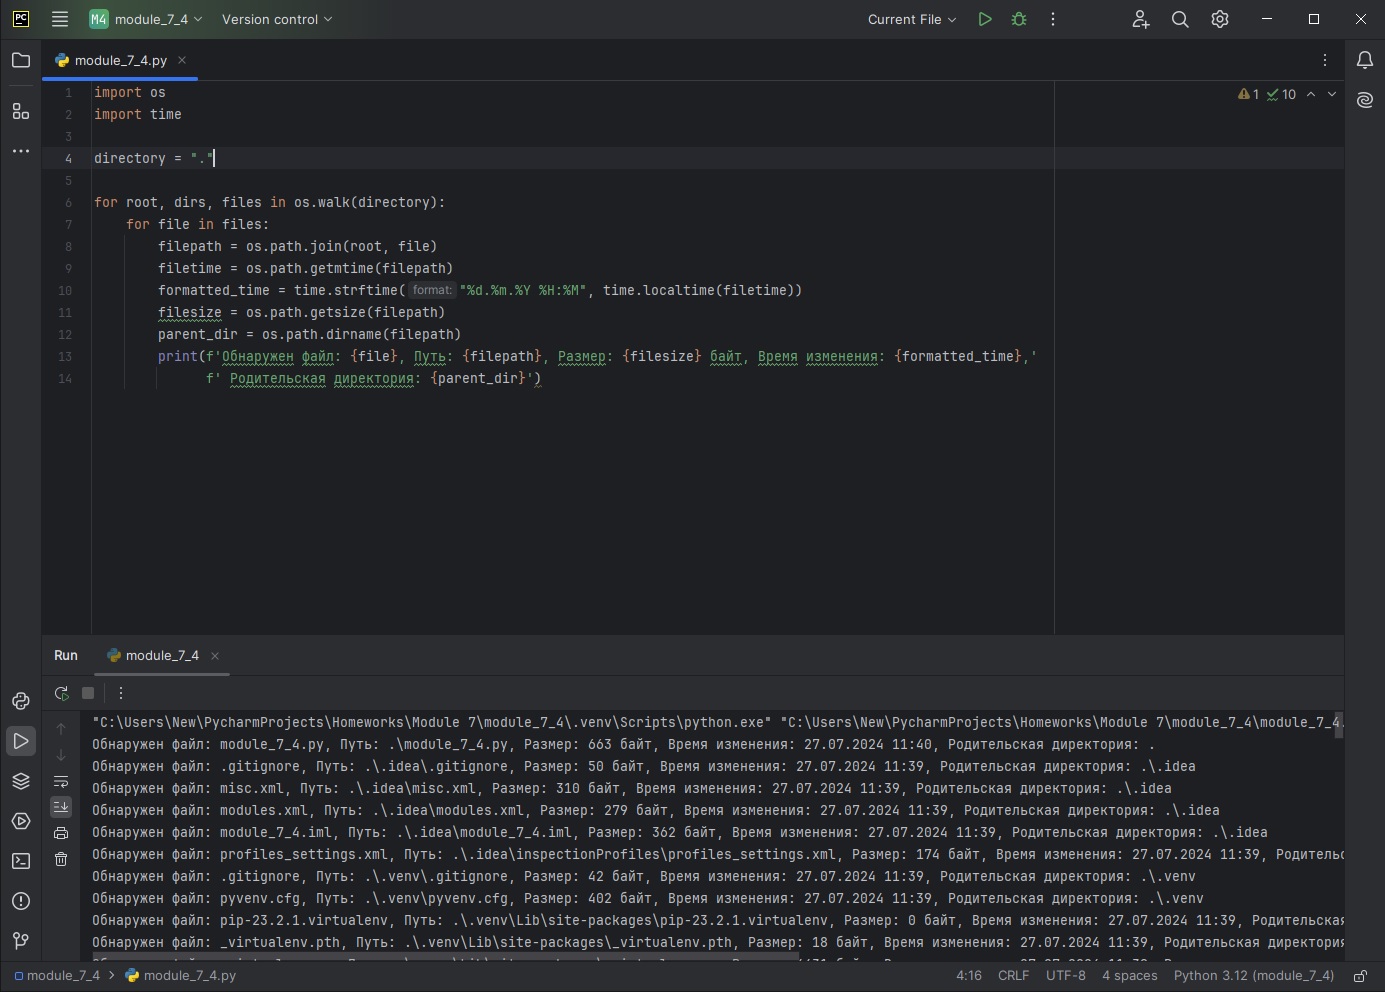 PC M4 module_7_4 Version control Current File
module_7_4.py
1 import os
2 import time
3
4 directory = "."
5
6 for root, dirs, files in os.walk(directory):
7 for file in files:
8 filepath = os.path.join(root, file)
9 filetime = os.path.getmtime(filepath)
10 formatted_time = time.strftime( format: "%d.%m.%Y %H:%M", time.localtime(filetime))
11 filesize = os.path.getsize(filepath)
12 parent_dir = os.path.dirname(filepath)
13 print(f'Обнаружен файл: {file}, Путь: {filepath}, Размер: {filesize} байт, Время изменения: {formatted_time},'
14 f' Родительская директория: {parent_dir}')
1 10
Run module_7_4
"C:\Users\New\PycharmProjects\Homeworks\Module 7\module_7_4\.venv\Scripts\python.exe" "C:\Users\New\PycharmProjects\Homeworks\Module 7\module_7_4\module_7_4.
Обнаружен файл: module_7_4.py, Путь: .\module_7_4.py, Размер: 663 байт, Время изменения: 27.07.2024 11:40, Родительская директория: .
Обнаружен файл: .gitignore, Путь: .\.idea\.gitignore, Размер: 50 байт, Время изменения: 27.07.2024 11:39, Родительская директория: .\.idea
Обнаружен файл: misc.xml, Путь: .\.idea\misc.xml, Размер: 310 байт, Время изменения: 27.07.2024 11:39, Родительская директория: .\.idea
Обнаружен файл: modules.xml, Путь: .\.idea\modules.xml, Размер: 279 байт, Время изменения: 27.07.2024 11:39, Родительская директория: .\.idea
Обнаружен файл: module_7_4.iml, Путь: .\.idea\module_7_4.iml, Размер: 362 байт, Время изменения: 27.07.2024 11:39, Родительская директория: .\.idea
Обнаружен файл: profiles_settings.xml, Путь: .\.idea\inspectionProfiles\profiles_settings.xml, Размер: 174 байт, Время изменения: 27.07.2024 11:39, Родитель
Обнаружен файл: .gitignore, Путь: .\.venv\.gitignore, Размер: 42 байт, Время изменения: 27.07.2024 11:39, Родительская директория: .\.venv
Обнаружен файл: pyvenv.cfg, Путь: .\.venv\pyvenv.cfg, Размер: 402 байт, Время изменения: 27.07.2024 11:39, Родительская директория: .\.venv
Обнаружен файл: pip-23.2.1.virtualenv, Путь: .\.venv\Lib\site-packages\pip-23.2.1.virtualenv, Размер: 0 байт, Время изменения: 27.07.2024 11:39, Родительская
Обнаружен файл: _virtualenv.pth, Путь: .\.venv\Lib\site-packages\_virtualenv.pth, Размер: 18 байт, Время изменения: 27.07.2024 11:39, Родительская директория
module_7_4 module_7_4.py 4:16 CRLF UTF-8 4 spaces Python 3.12 (module_7_4)